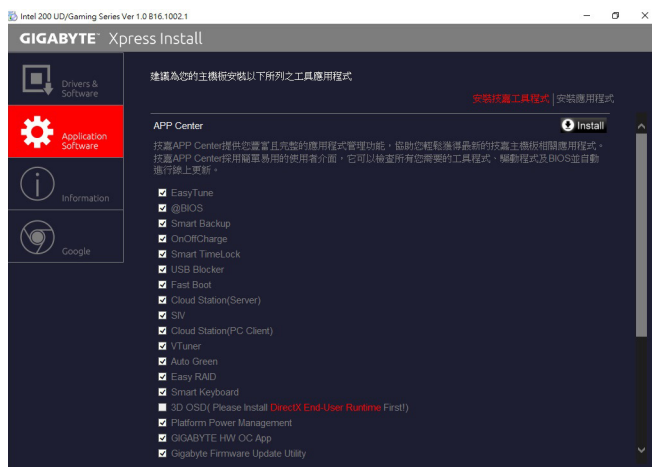 Intel 200 UD/Gaming Series Ver 1.0 B16.1002.1
GIGABYTE™ Xpress Install
Drivers &
Software
Application
Software
Information
Google
建議為您的主機板安裝以下所列之工具應用程式
安裝技嘉工具程式 | 安裝應用程式
APP Center
Install
技嘉APP Center提供您豐富且完整的應用程式管理功能，協助您輕鬆獲得最新的技嘉主機板相關應用程式。
技嘉APP Center採用簡單易用的使用者介面，它可以檢查所有您需要的工具程式、驅動程式及BIOS並自動
進行線上更新。
EasyTune
@BIOS
Smart Backup
OnOffCharge
Smart TimeLock
USB Blocker
Fast Boot
Cloud Station(Server)
SIV
Cloud Station(PC Client)
VTuner
Auto Green
Easy RAID
Smart Keyboard
3D OSD( Please Install DirectX End-User Runtime First!)
Platform Power Management
GIGABYTE HW OC App
Gigabyte Firmware Update Utility